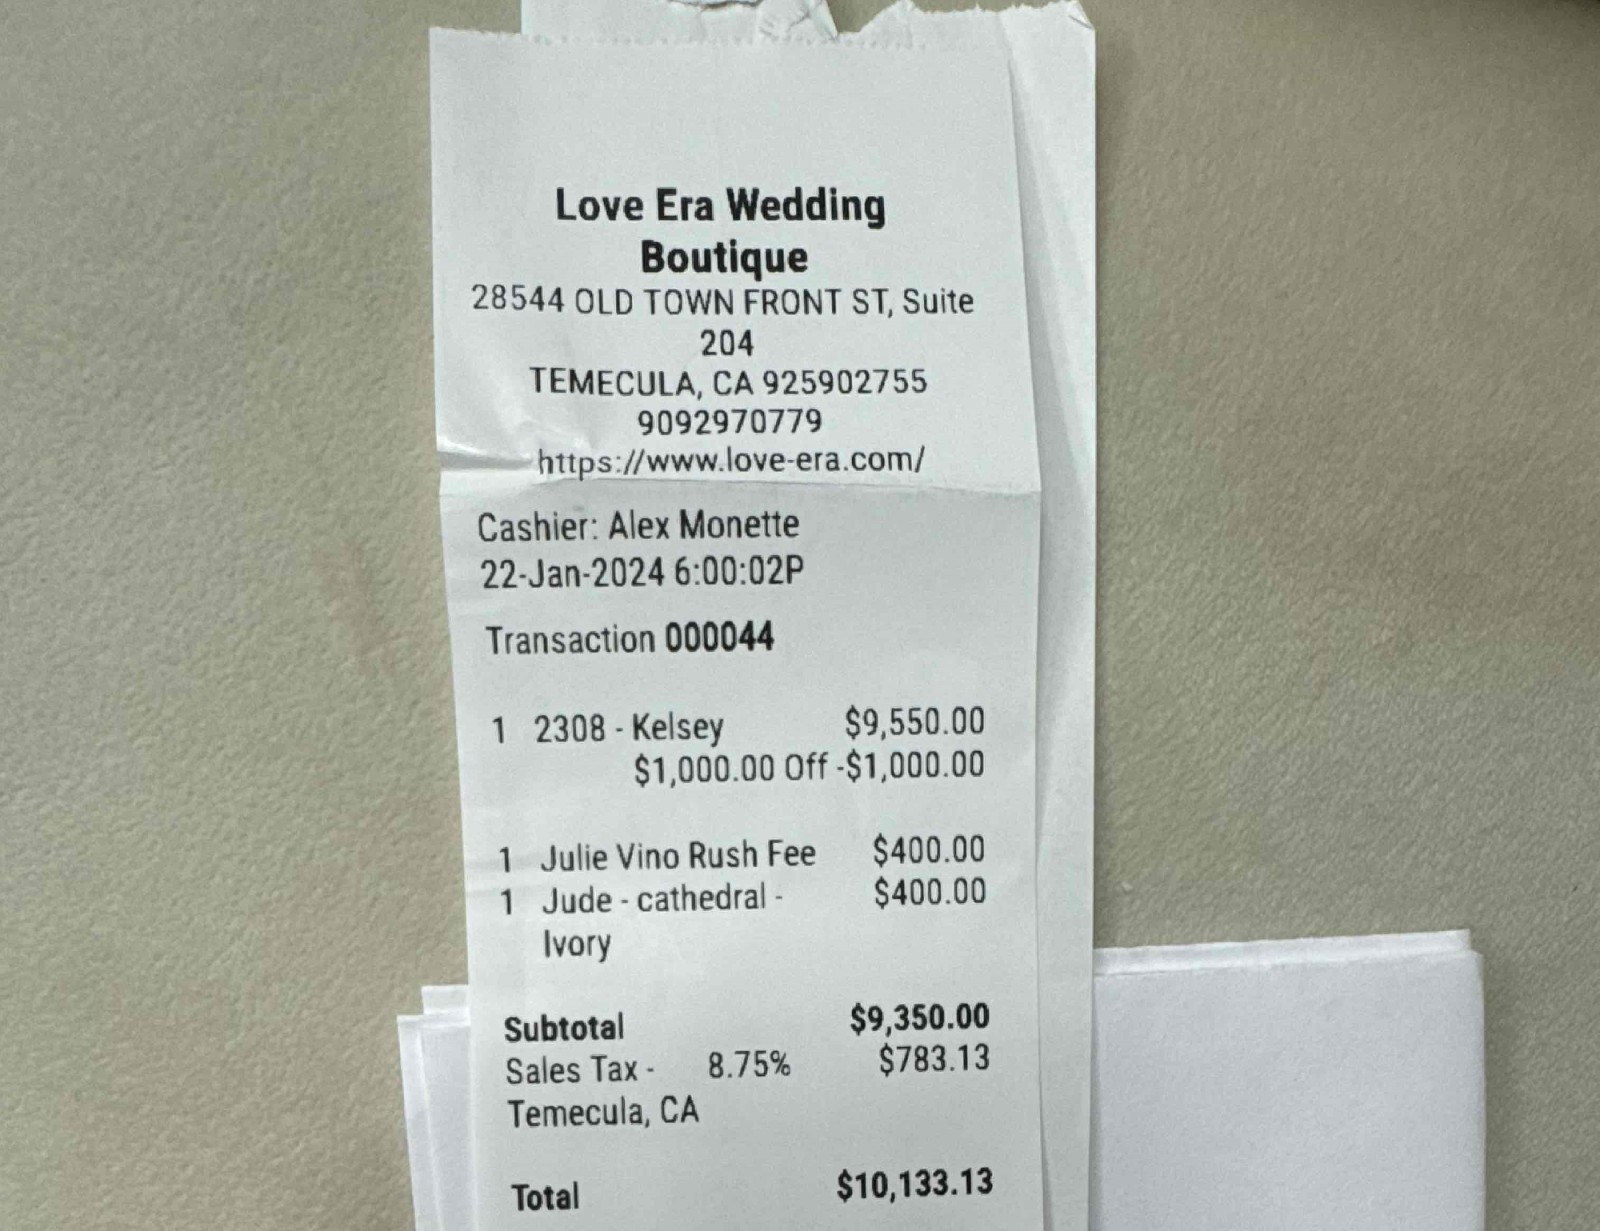 Love Era Wedding
Boutique
28544 OLD TOWN FRONT ST, Suite
204
TEMECULA, CA 925902755
9092970779
https://www.love-era.com/
Cashier: Alex Monette
22-Jan-2024 6:00:02P
Transaction 000044
1 2308 - Kelsey $9,550.00
$1,000.00 Off -$1,000.00
1 Julie Vino Rush Fee $400.00
1 Jude - cathedral - $400.00
Ivory
Subtotal $9,350.00
Sales Tax - 8.75% $783.13
Temecula, CA
Total $10,133.13